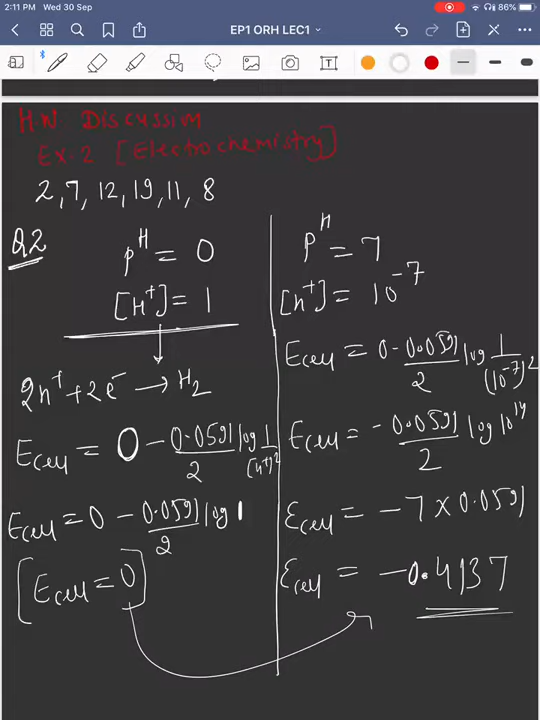 2:11 PM Wed 30 Sep
86%
EP1 ORH LEC1
H.W Discussion
Ex-2 [Electrochemistry]
2, 7, 12, 19, 11, 8
Q2
pH = 0
[H+] = 1
2H+ + 2e- → H2
Ecell = 0 - 0.0591/2 log 1/(H+)^2
Ecell = 0 - 0.0591/2 log 1
[Ecell = 0]
pH = 7
[H+] = 10^-7
Ecell = 0 - 0.0591/2 log 1/(10^-7)^2
Ecell = - 0.0591/2 log 10^14
Ecell = -7 × 0.0591
Ecell = -0.4137